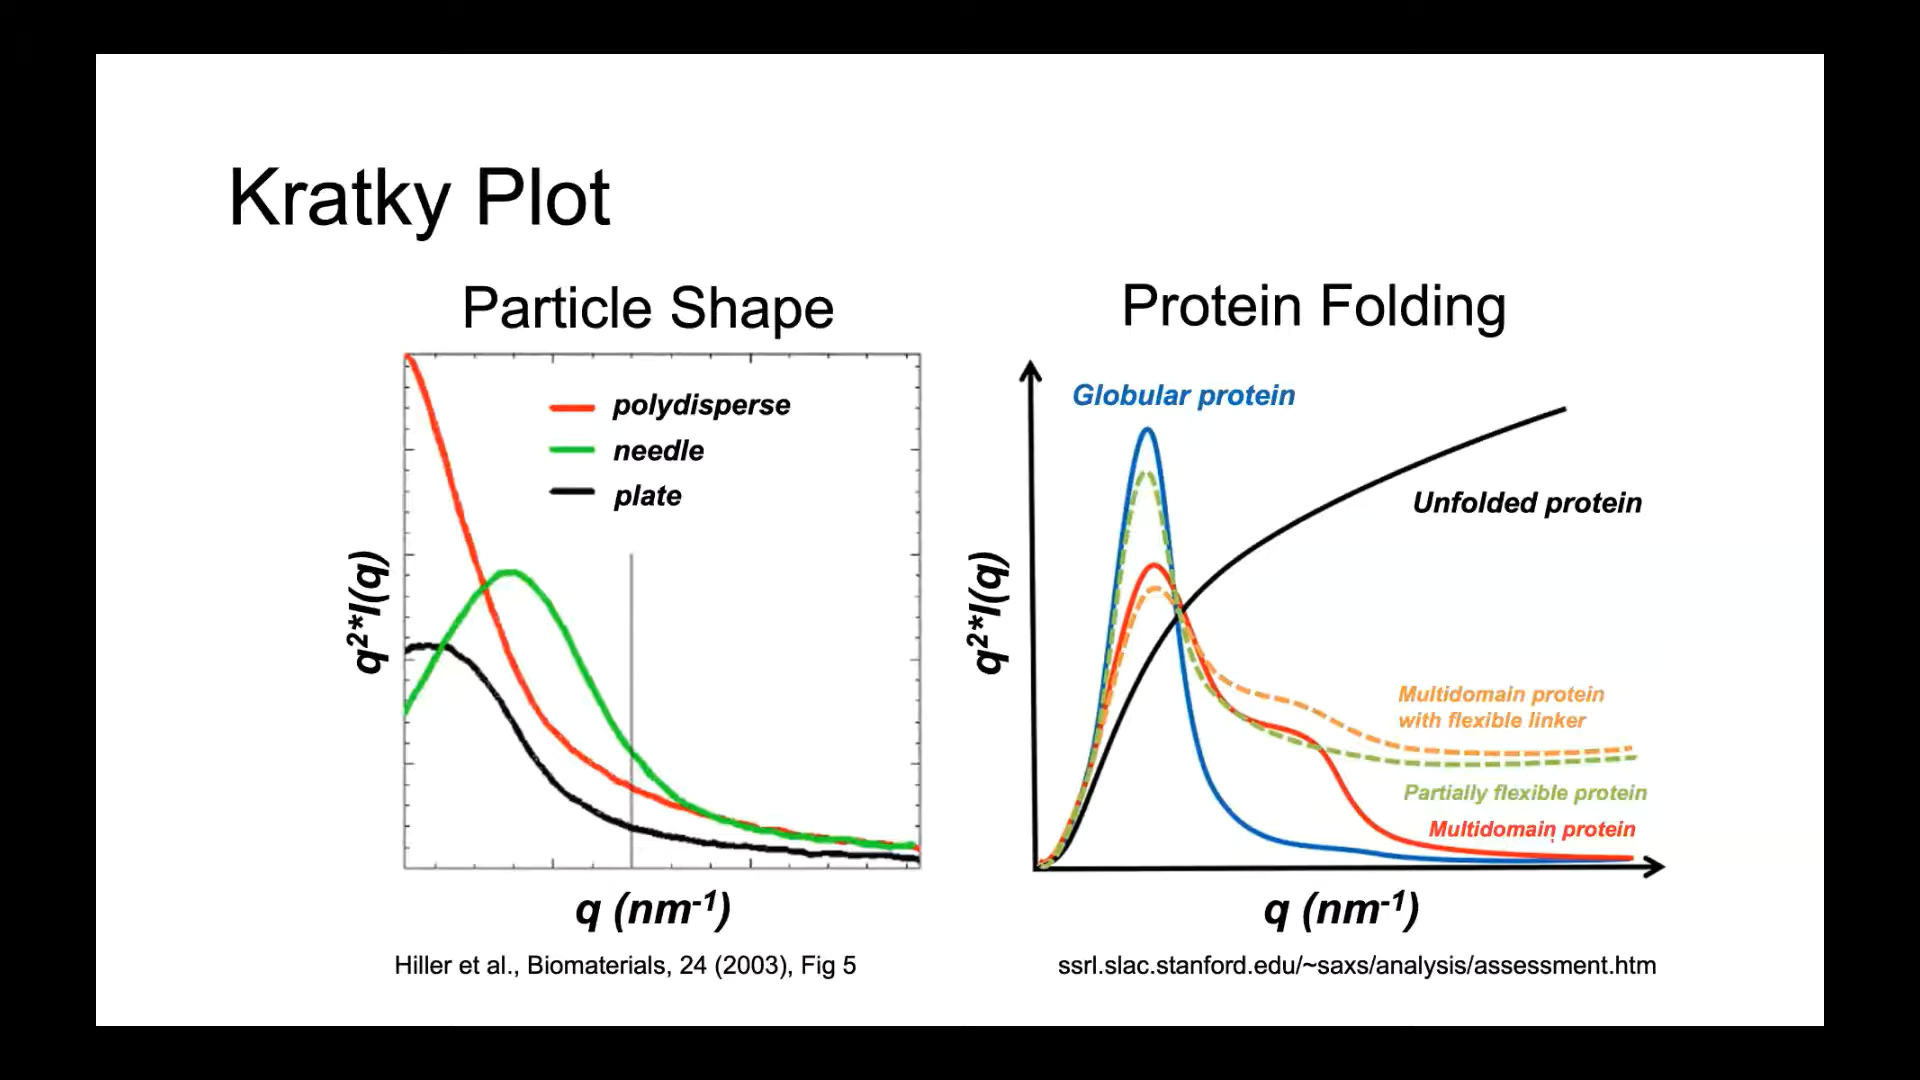 Kratky Plot
Particle Shape
polydisperse
needle
plate
q²*I(q)
q (nm⁻¹)
Hiller et al., Biomaterials, 24 (2003), Fig 5
Protein Folding
Globular protein
Unfolded protein
Multidomain protein
with flexible linker
Partially flexible protein
Multidomain protein
q²*I(q)
q (nm⁻¹)
ssrl.slac.stanford.edu/~saxs/analysis/assessment.htm